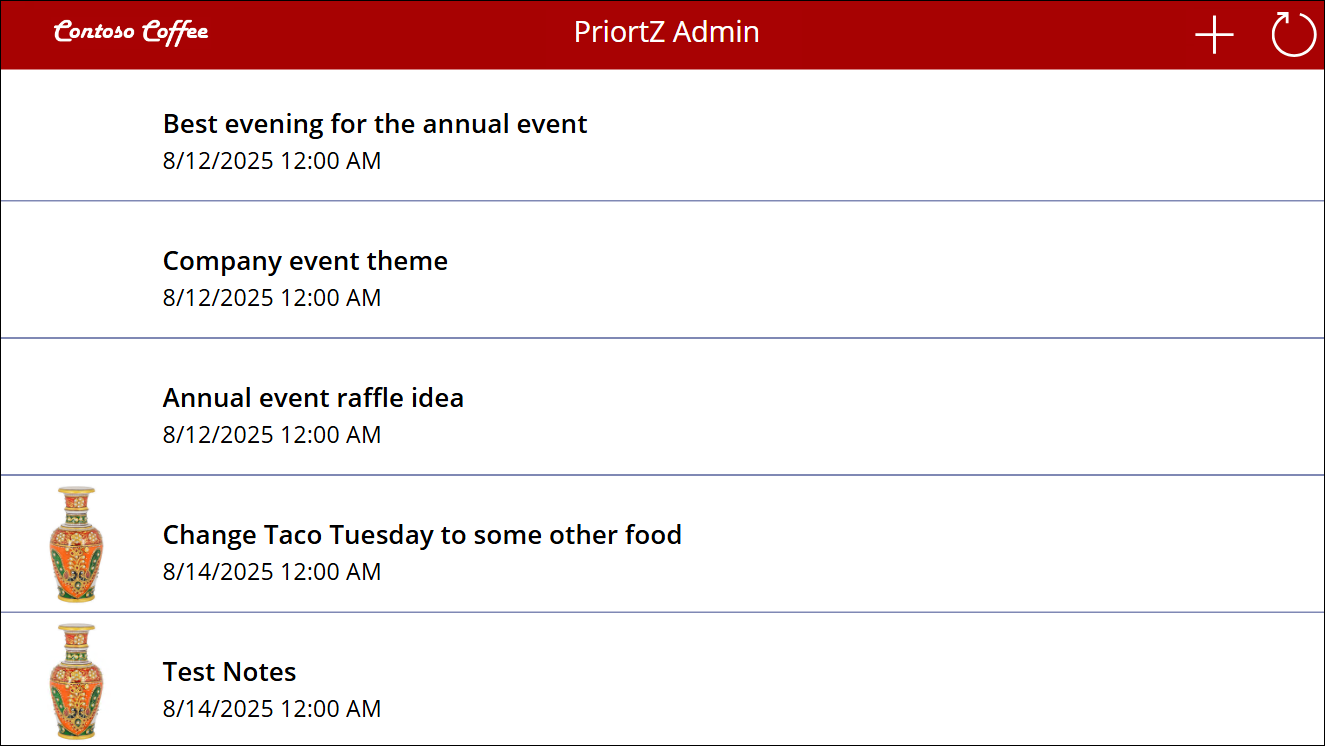 Contoso Coffee
PriortZ Admin
Best evening for the annual event
8/12/2025 12:00 AM
Company event theme
8/12/2025 12:00 AM
Annual event raffle idea
8/12/2025 12:00 AM
Change Taco Tuesday to some other food
8/14/2025 12:00 AM
Test Notes
8/14/2025 12:00 AM